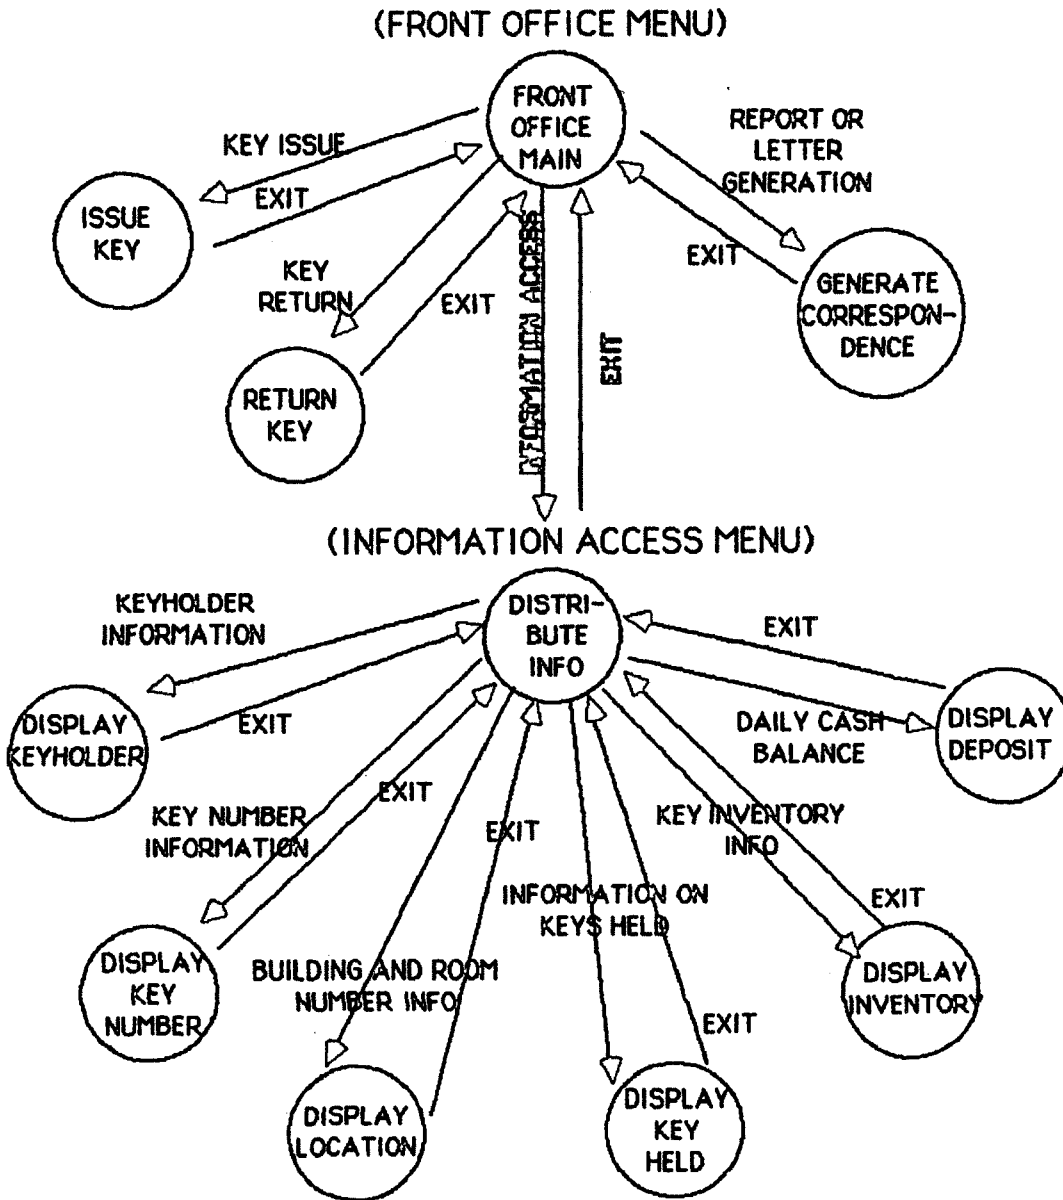 (FRONT OFFICE MENU)
FRONT
OFFICE
MAIN
KEY ISSUE
EXIT
ISSUE
KEY
KEY
RETURN
EXIT
RETURN
KEY
INFORMATION ACCESS
EXIT
REPORT OR
LETTER
GENERATION
EXIT
GENERATE
CORRESPON-
DENCE
(INFORMATION ACCESS MENU)
DISTRI-
BUTE
INFO
KEYHOLDER
INFORMATION
EXIT
DISPLAY
KEYHOLDER
KEY NUMBER
INFORMATION
EXIT
DISPLAY
KEY
NUMBER
BUILDING AND ROOM
NUMBER INFO
EXIT
DISPLAY
LOCATION
INFORMATION ON
KEYS HELD
EXIT
DISPLAY
KEY
HELD
KEY INVENTORY
INFO
EXIT
DISPLAY
INVENTORY
EXIT
DAILY CASH
BALANCE
DISPLAY
DEPOSIT